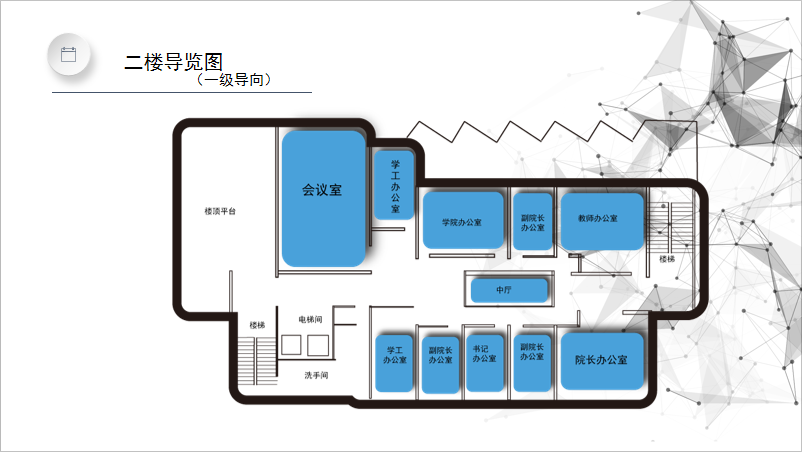 二楼导览图
（一级导向）
会议室
学
工
办
公
室
楼顶平台
学院办公室
副院长
办公室
教师办公室
楼梯
中厅
楼梯
电梯间
洗手间
学工
办公室
副院长
办公室
书记
办公室
副院长
办公室
院长办公室